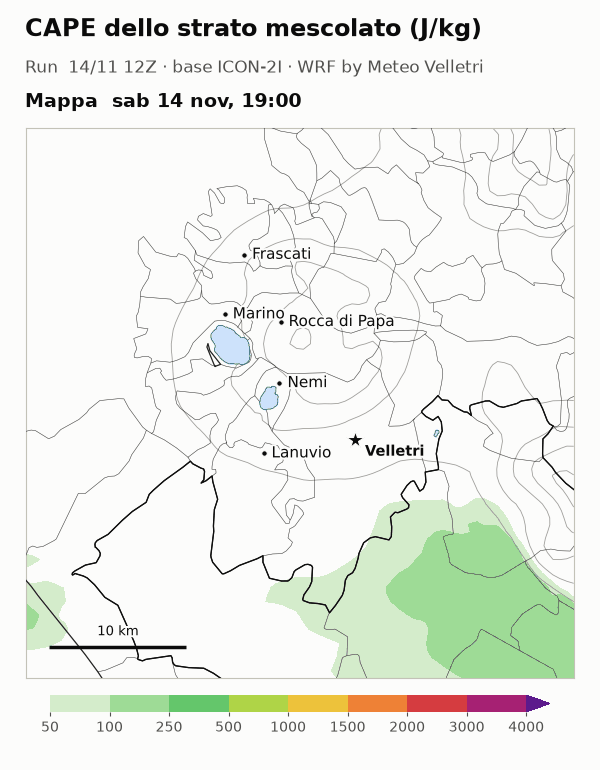 CAPE dello strato mescolato (J/kg)
Run  14/11 12Z · base ICON-2I · WRF by Meteo Velletri
Mappa  sab 14 nov, 19:00
Frascati
Marino
Rocca di Papa
Nemi
Velletri
Lanuvio
10 km
50 100 250 500 1000 1500 2000 3000 4000